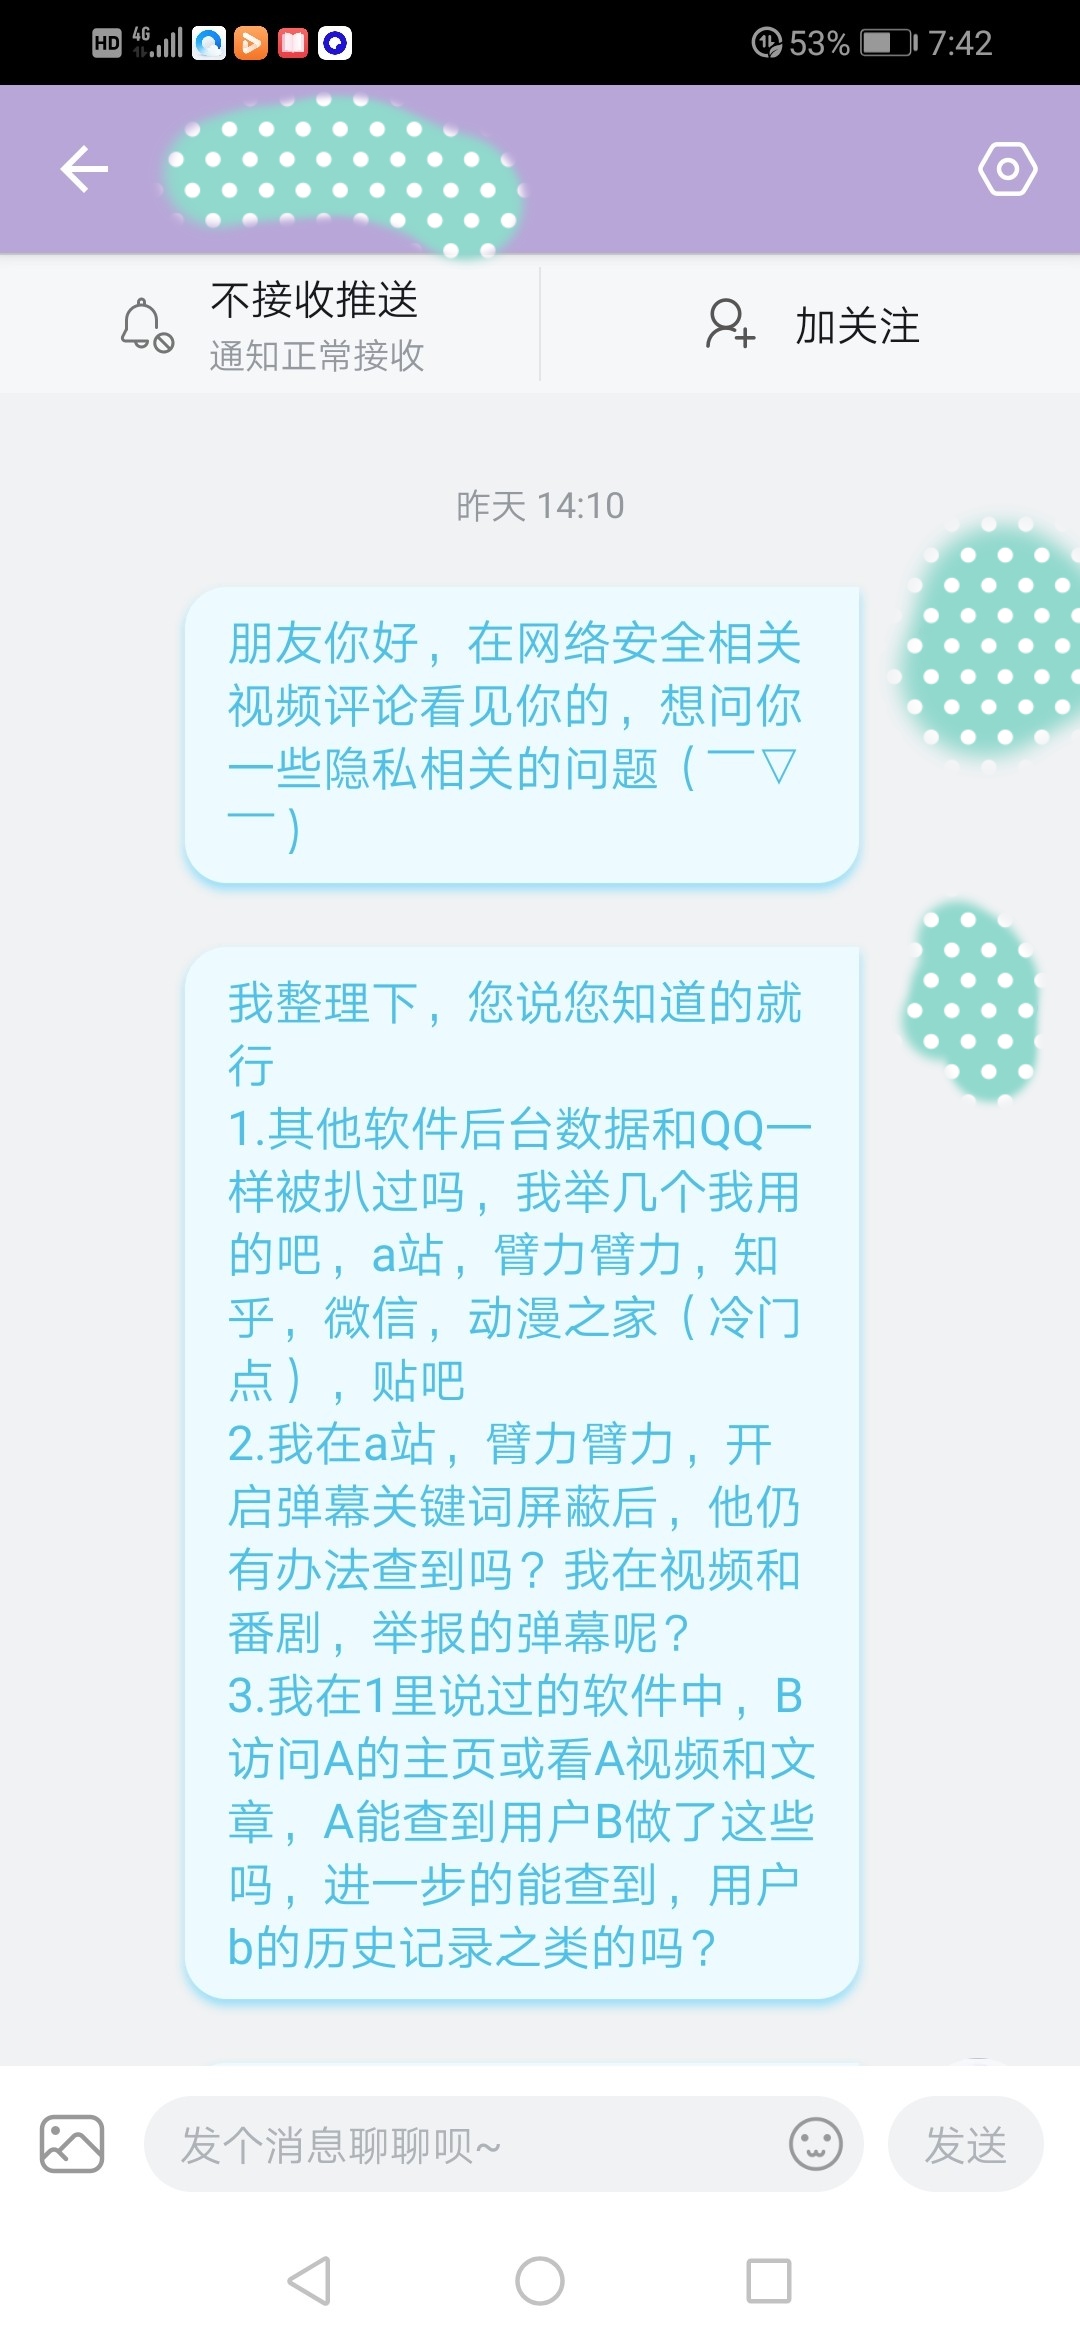 HD 4G 53% 7:42
不接收推送
通知正常接收
加关注
昨天 14:10
朋友你好，在网络安全相关
视频评论看见你的，想问你
一些隐私相关的问题（￣▽
￣）
我整理下，您说您知道的就
行
1.其他软件后台数据和QQ一
样被扒过吗，我举几个我用
的吧，a站，臂力臂力，知
乎，微信，动漫之家（冷门
点），贴吧
2.我在a站，臂力臂力，开
启弹幕关键词屏蔽后，他仍
有办法查到吗？我在视频和
番剧，举报的弹幕呢？
3.我在1里说过的软件中，B
访问A的主页或看A视频和文
章，A能查到用户B做了这些
吗，进一步的能查到，用户
b的历史记录之类的吗？
发个消息聊聊呗~
发送